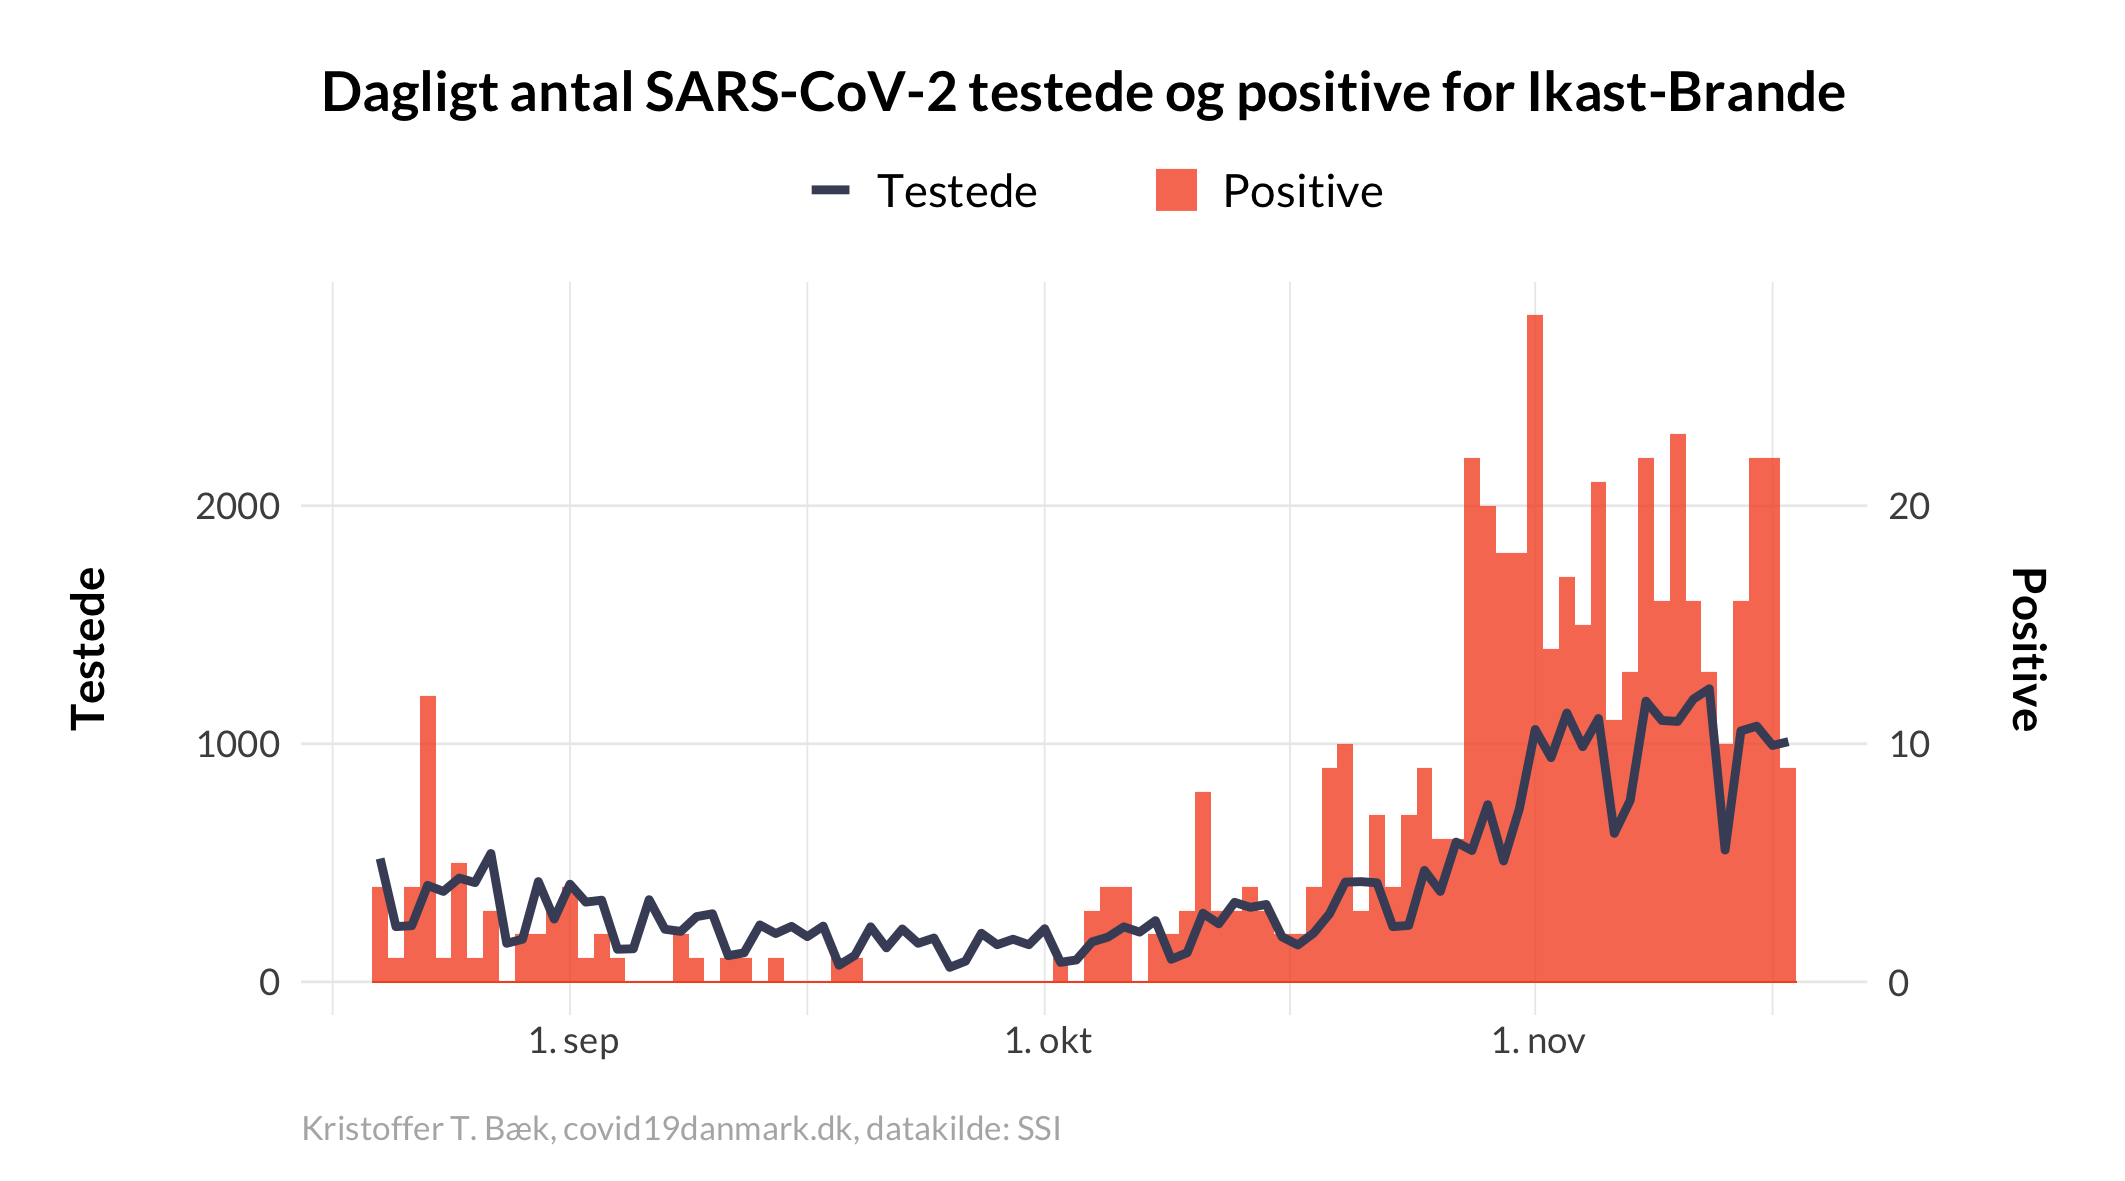 Dagligt antal SARS-CoV-2 testede og positive for Ikast-Brande
Testede
Positive
2000
1000
0
Testede
20
10
0
Positive
1. sep
1. okt
1. nov
Kristoffer T. Bæk, covid19danmark.dk, datakilde: SSI